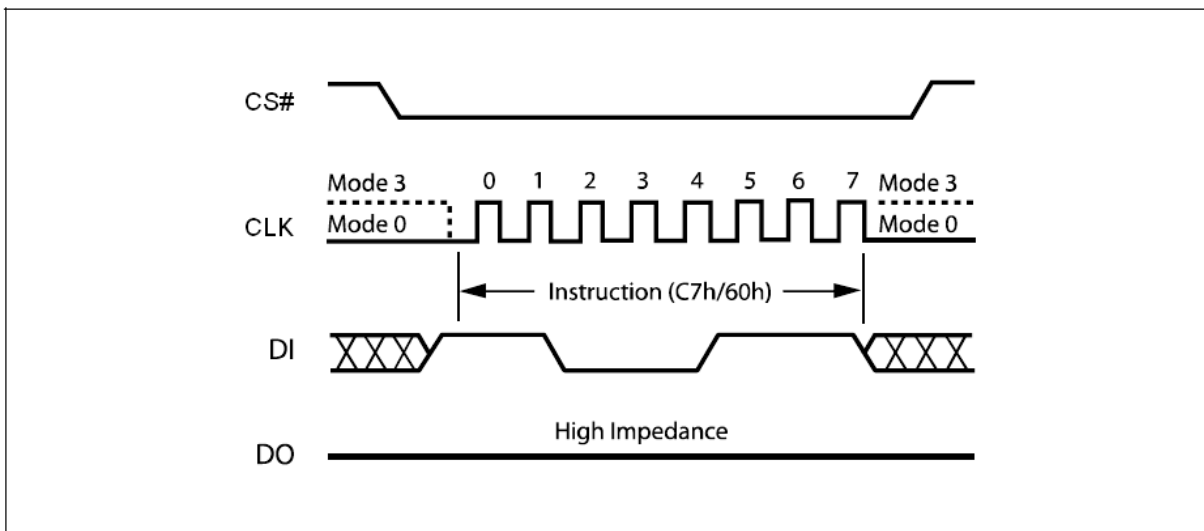 CS#
Mode 3 0 1 2 3 4 5 6 7 Mode 3
CLK Mode 0 Mode 0
Instruction (C7h/60h)
DI
High Impedance
DO